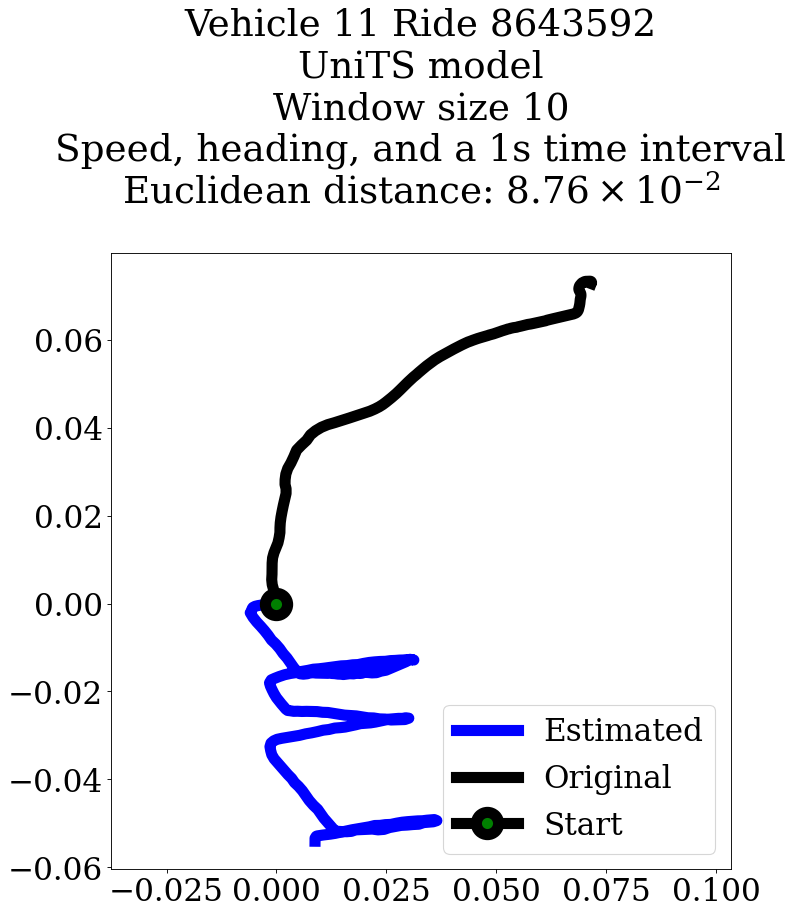 Vehicle 11 Ride 8643592
UniTS model
Window size 10
Speed, heading, and a 1s time interval
Euclidean distance: 8.76 × 10⁻²
0.06
0.04
0.02
0.00
−0.02
−0.04
−0.06
Estimated
Original
Start
−0.025 0.000 0.025 0.050 0.075 0.100